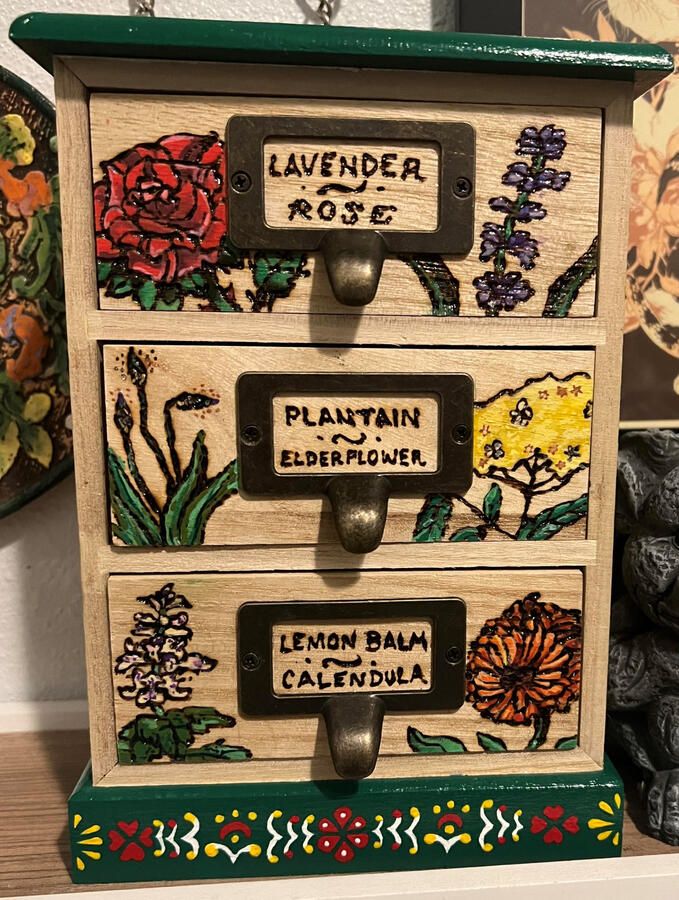 LAVENDER
~
ROSE
PLANTAIN
~
ELDERFLOWER
LEMON BALM
~
CALENDULA